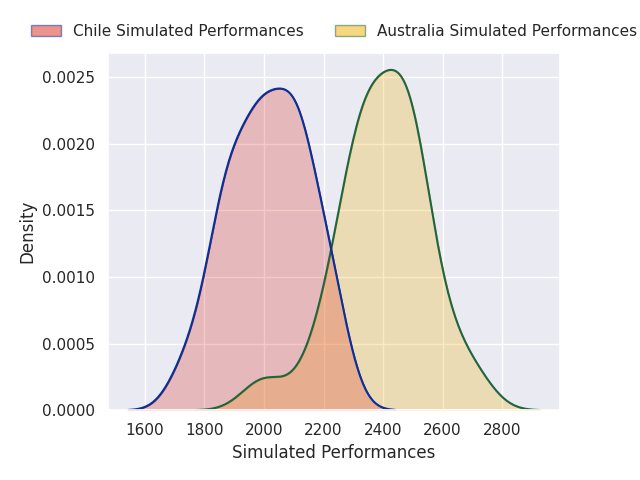 Chile Simulated Performances Australia Simulated Performances
0.0025
0.0020
0.0015
0.0010
0.0005
0.0000
Density
1600 1800 2000 2200 2400 2600 2800
Simulated Performances